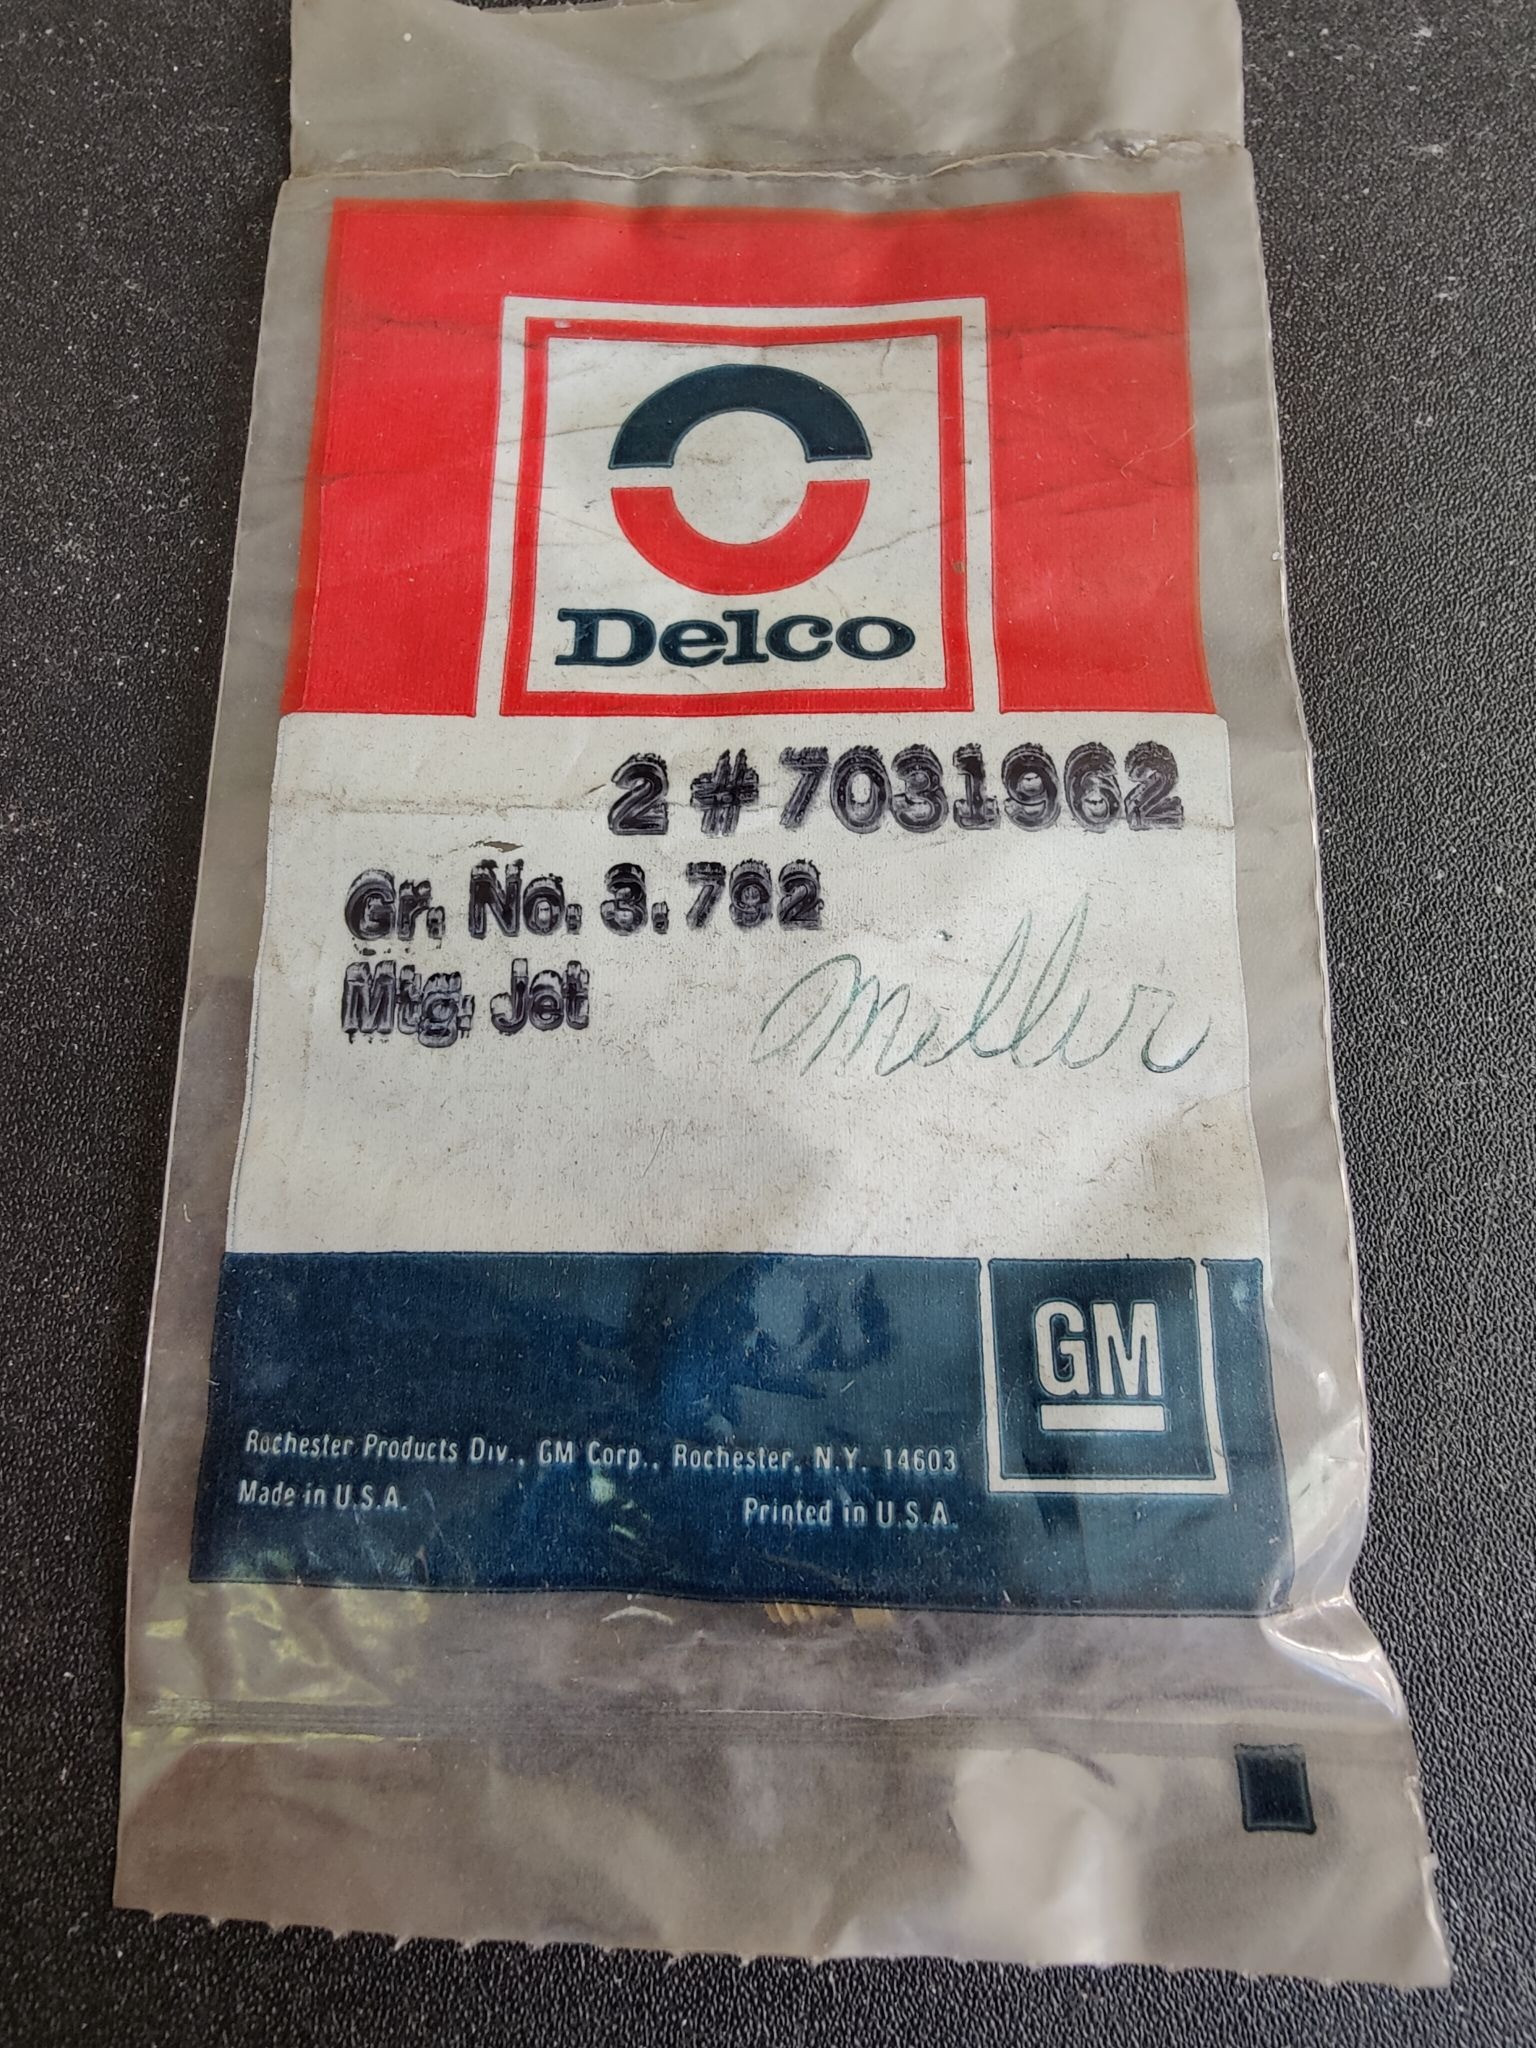 Delco
2 # 7031962
Gr. No. 3. 792
Mtg. Jet
Miller
GM
Rochester Products Div., GM Corp., Rochester, N.Y. 14603
Made in U.S.A.
Printed in U.S.A.